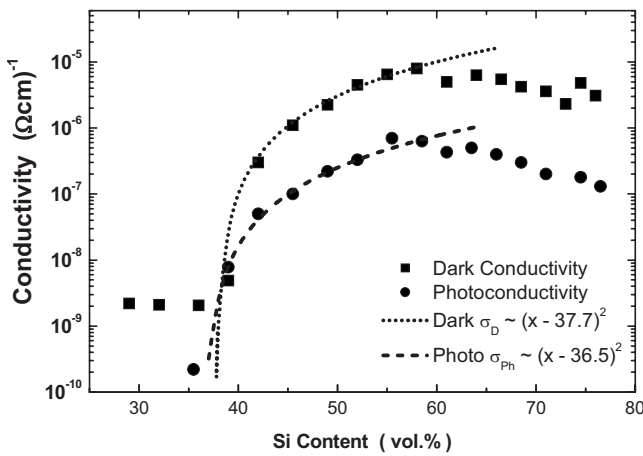 Conductivity (Ωcm)⁻¹
10⁻⁵
10⁻⁶
10⁻⁷
10⁻⁸
10⁻⁹
10⁻¹⁰
Dark Conductivity
Photoconductivity
Dark σ_D ~ (x - 37.7)²
Photo σ_Ph ~ (x - 36.5)²
30 40 50 60 70 80
Si Content ( vol.%)